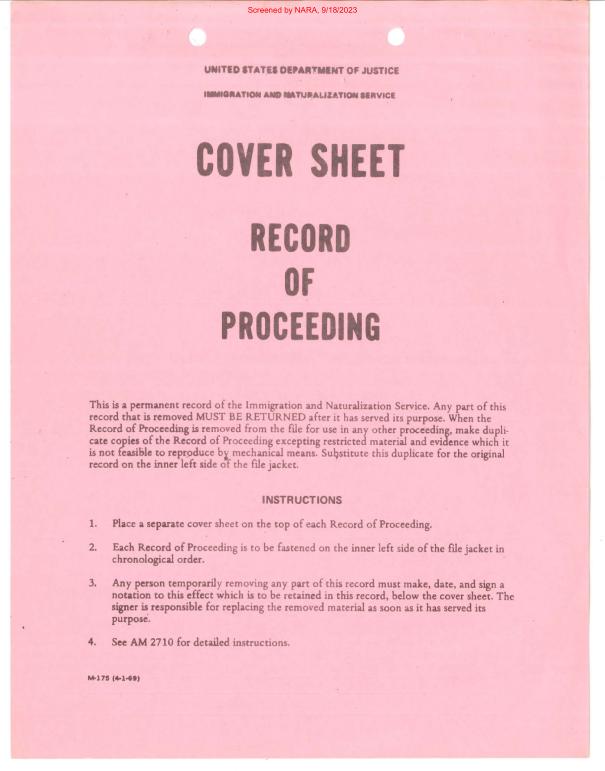 Screened by NARA, 9/18/2023
UNITED STATES DEPARTMENT OF JUSTICE
IMMIGRATION AND NATURALIZATION SERVICE
COVER SHEET
RECORD
OF
PROCEEDING
This is a permanent record of the Immigration and Naturalization Service. Any part of this
record that is removed MUST BE RETURNED after it has served its purpose. When the
Record of Proceeding is removed from the file for use in any other proceeding, make dupli-
cate copies of the Record of Proceeding excepting restricted material and evidence which it
is not feasible to reproduce by mechanical means. Substitute this duplicate for the original
record on the inner left side of the file jacket.
INSTRUCTIONS
1. Place a separate cover sheet on the top of each Record of Proceeding.
2. Each Record of Proceeding is to be fastened on the inner left side of the file jacket in
chronological order.
3. Any person temporarily removing any part of this record must make, date, and sign a
notation to this effect which is to be retained in this record, below the cover sheet. The
signer is responsible for replacing the removed material as soon as it has served its
purpose.
4. See AM 2710 for detailed instructions.
M-175 (4-1-69)